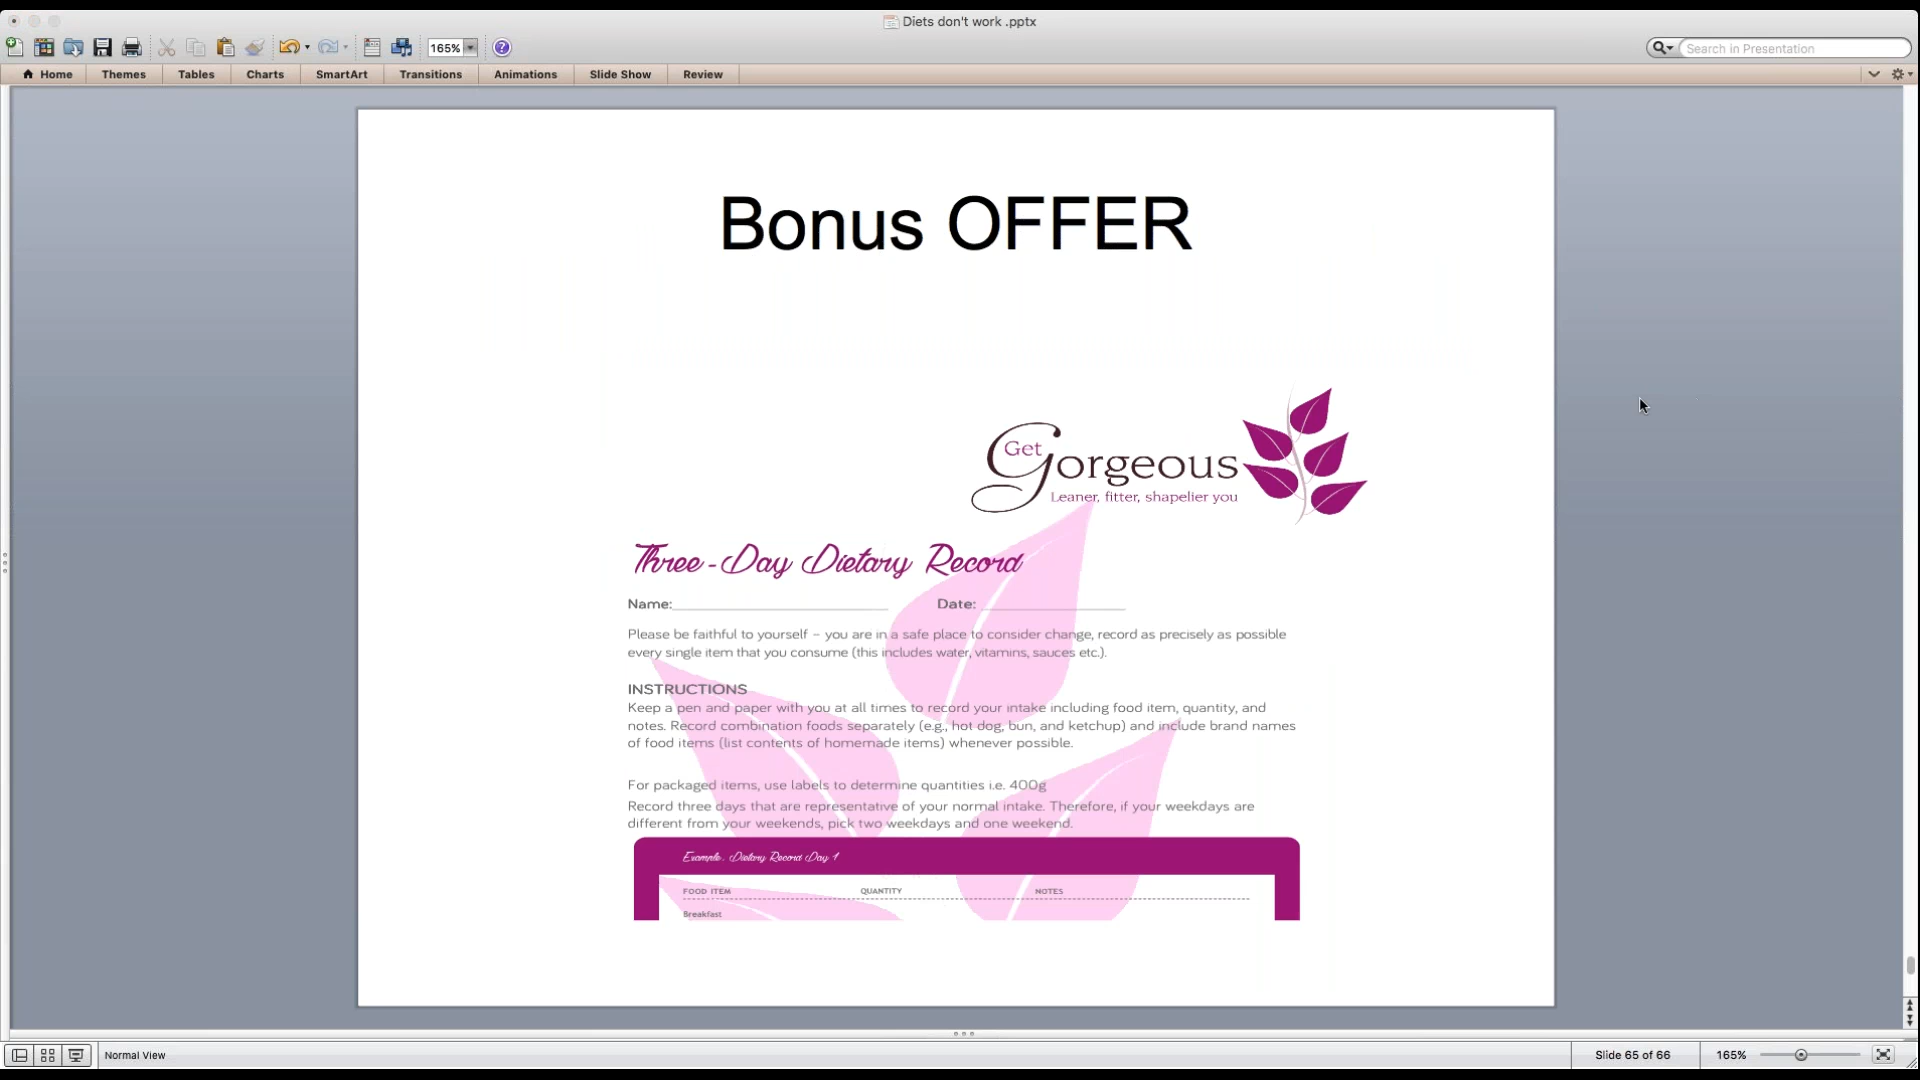 Diets don't work .pptx
165%
Search in Presentation
Home Themes Tables Charts SmartArt Transitions Animations Slide Show Review
Bonus OFFER
Get Gorgeous
Leaner, fitter, shapelier you
Three-Day Dietary Record
Name: Date:
Please be faithful to yourself – you are in a safe place to consider change, record as precisely as possible
every single item that you consume (this includes water, vitamins, sauces etc.).
INSTRUCTIONS
Keep a pen and paper with you at all times to record your intake including food item, quantity, and
notes. Record combination foods separately (e.g., hot dog, bun, and ketchup) and include brand names
of food items (list contents of homemade items) whenever possible.
For packaged items, use labels to determine quantities i.e. 400g
Record three days that are representative of your normal intake. Therefore, if your weekdays are
different from your weekends, pick two weekdays and one weekend.
Example. Dietary Record Day 1
FOOD ITEM QUANTITY NOTES
Breakfast
Normal View Slide 65 of 66 165%